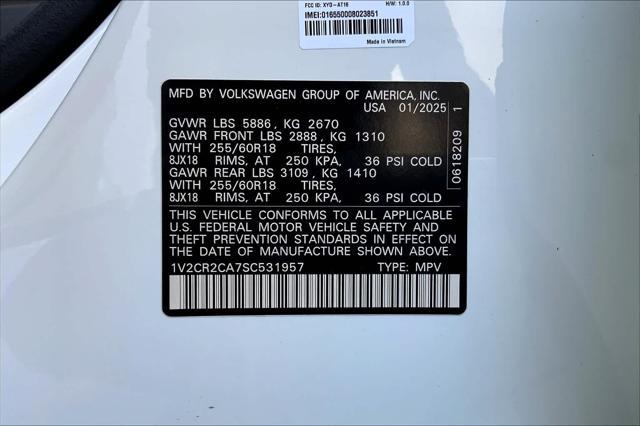 FCC ID: XYO-AT16 H/W: 1.0.0
IMEI:016550008023851
Made in Vietnam
MFD BY VOLKSWAGEN GROUP OF AMERICA, INC.
USA 01/2025
GVWR LBS 5886 , KG 2670
GAWR FRONT LBS 2888 , KG 1310
WITH 255/60R18 TIRES,
8JX18 RIMS, AT 250 KPA, 36 PSI COLD
GAWR REAR LBS 3109 , KG 1410
WITH 255/60R18 TIRES,
8JX18 RIMS, AT 250 KPA, 36 PSI COLD
THIS VEHICLE CONFORMS TO ALL APPLICABLE
U.S. FEDERAL MOTOR VEHICLE SAFETY AND
THEFT PREVENTION STANDARDS IN EFFECT ON
THE DATE OF MANUFACTURE SHOWN ABOVE.
1V2CR2CA7SC531957 TYPE: MPV
0618209 1